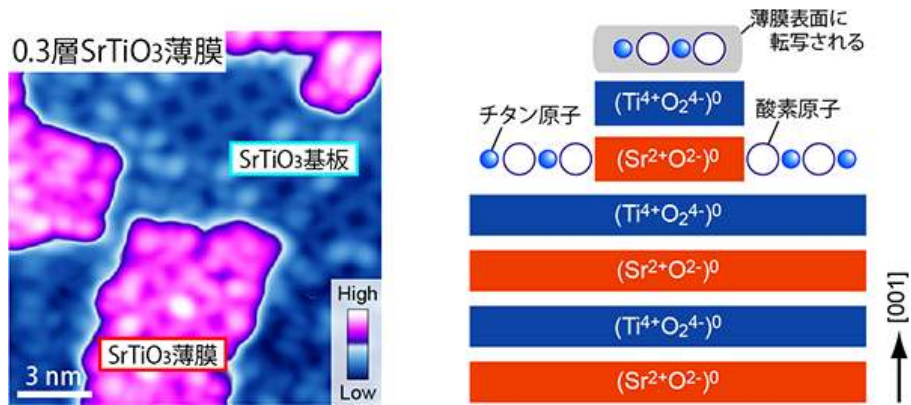 0.3層SrTiO₃薄膜
SrTiO₃基板
SrTiO₃薄膜
3 nm
High
Low
薄膜表面に
転写される
チタン原子
酸素原子
(Ti⁴⁺O₂⁴⁻)⁰
(Sr²⁺O²⁻)⁰
(Ti⁴⁺O₂⁴⁻)⁰
(Sr²⁺O²⁻)⁰
(Ti⁴⁺O₂⁴⁻)⁰
(Sr²⁺O²⁻)⁰
[001]